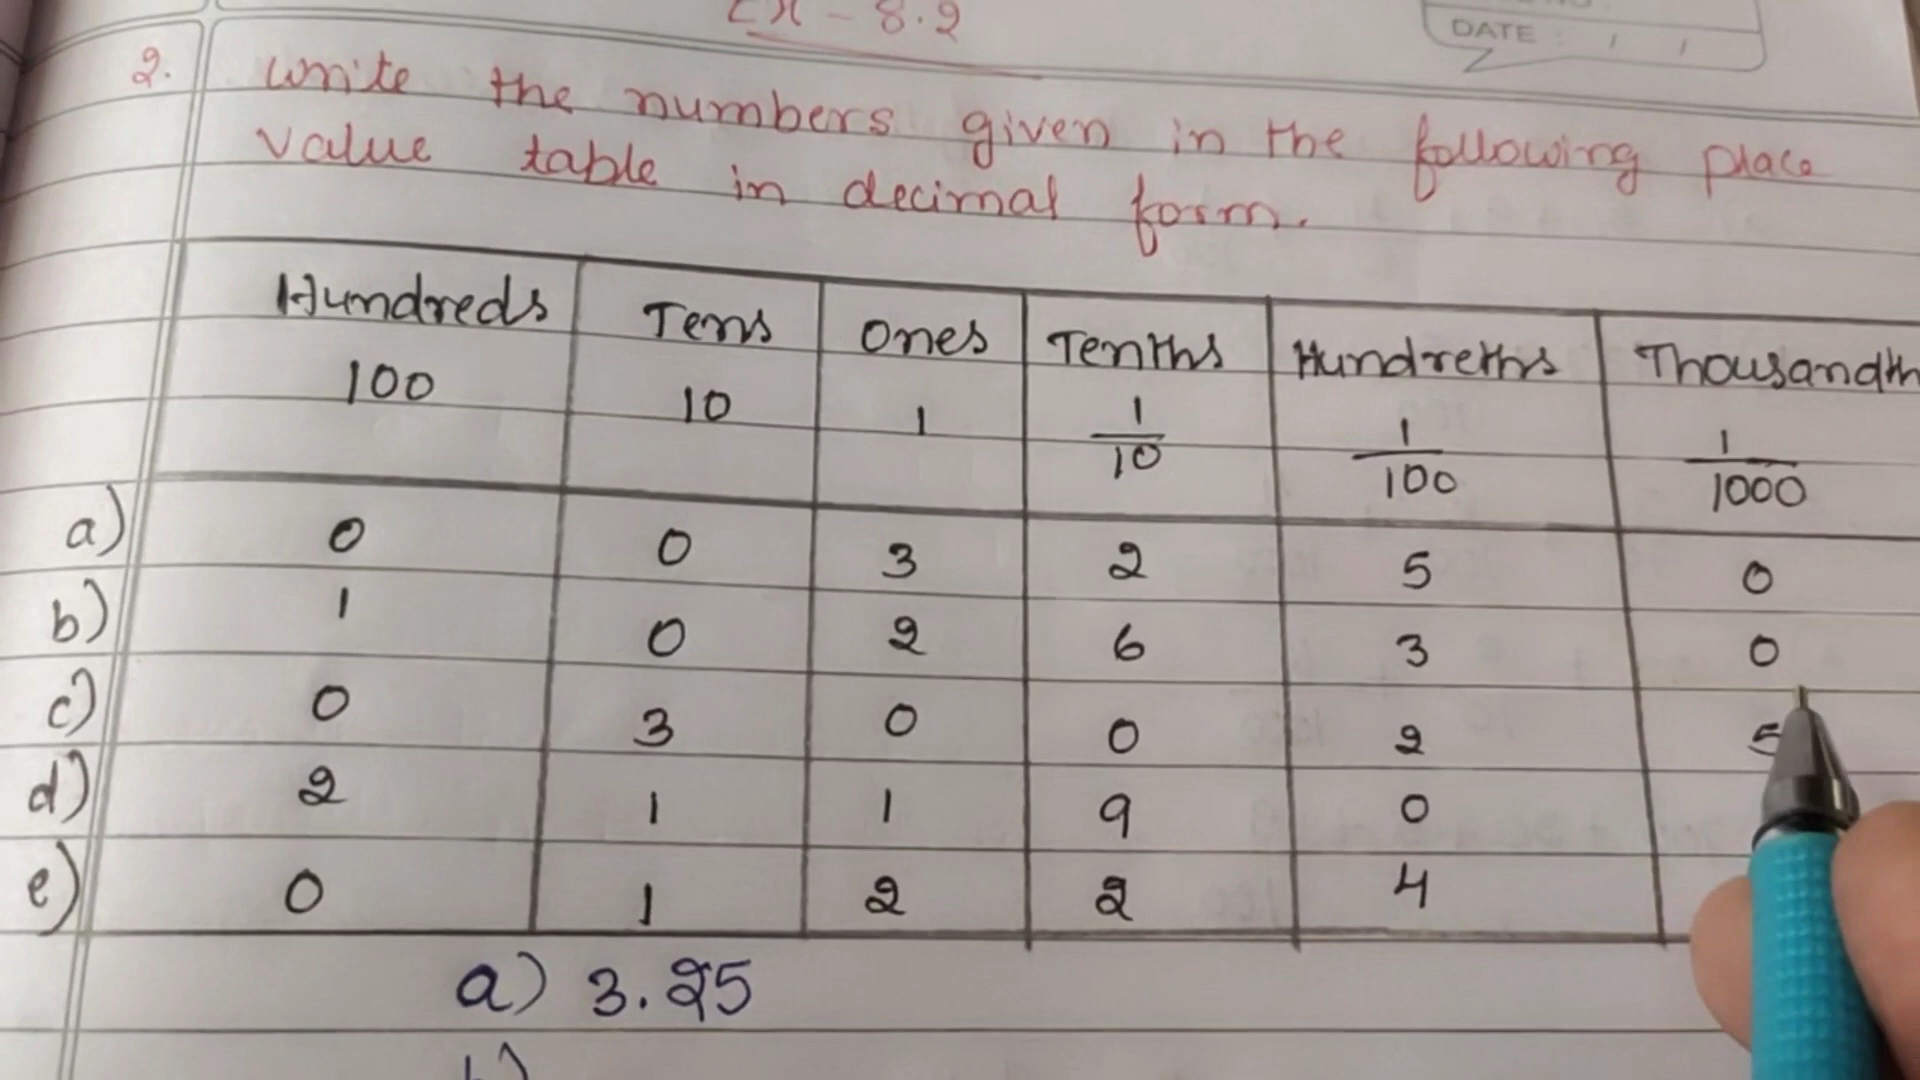 Ex - 8.2
DATE : / /
2. write the numbers given in the following place
value table in decimal form.
Hundreds Tens Ones Tenths Hundreths Thousandth
100 10 1 1/10 1/100 1/1000
a) 0 0 3 2 5 0
b) 1 0 2 6 3 0
c) 0 3 0 0 2 5
d) 2 1 1 9 0
e) 0 1 2 2 4
a) 3.25
b)